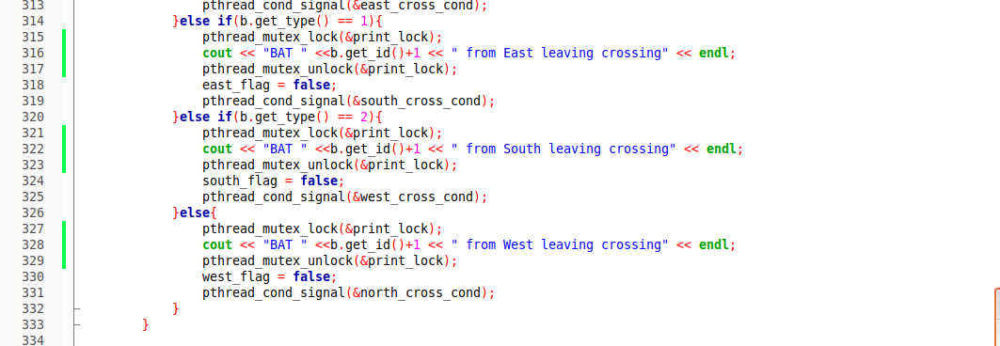 313 pthread_cond_signal(&east_cross_cond);
314 }else if(b.get_type() == 1){
315 pthread_mutex_lock(&print_lock);
316 cout << "BAT " <<b.get_id()+1 << " from East leaving crossing" << endl;
317 pthread_mutex_unlock(&print_lock);
318 east_flag = false;
319 pthread_cond_signal(&south_cross_cond);
320 }else if(b.get_type() == 2){
321 pthread_mutex_lock(&print_lock);
322 cout << "BAT " <<b.get_id()+1 << " from South leaving crossing" << endl;
323 pthread_mutex_unlock(&print_lock);
324 south_flag = false;
325 pthread_cond_signal(&west_cross_cond);
326 }else{
327 pthread_mutex_lock(&print_lock);
328 cout << "BAT " <<b.get_id()+1 << " from West leaving crossing" << endl;
329 pthread_mutex_unlock(&print_lock);
330 west_flag = false;
331 pthread_cond_signal(&north_cross_cond);
332 }
333 }
334